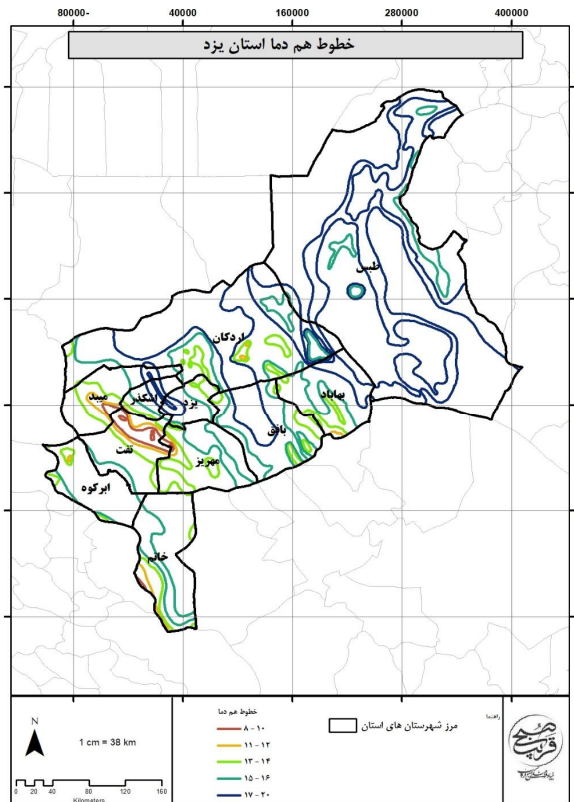 80000-	40000	160000	280000	400000
خطوط هم دما استان یزد
طبس
اردکان
بهاباد
میبد
اشکذر
یزد
بافق
تفت
مهریز
ابرکوه
خاتم
N
1 cm = 38 km
0 20 40 80 120 160
Kilometers
خطوط هم دما
۸ - ۱۰
۱۱ - ۱۲
۱۳ - ۱۴
۱۵ - ۱۶
۱۷ - ۲۰
راهنما
مرز شهرستان های استان